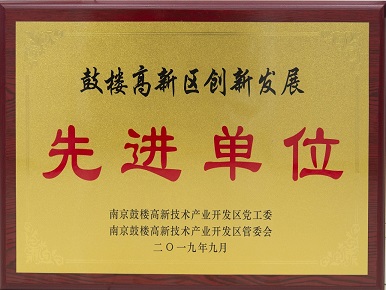 鼓楼高新区创新发展
先进单位
南京鼓楼高新技术产业开发区党工委
南京鼓楼高新技术产业开发区管委会
二〇一九年九月